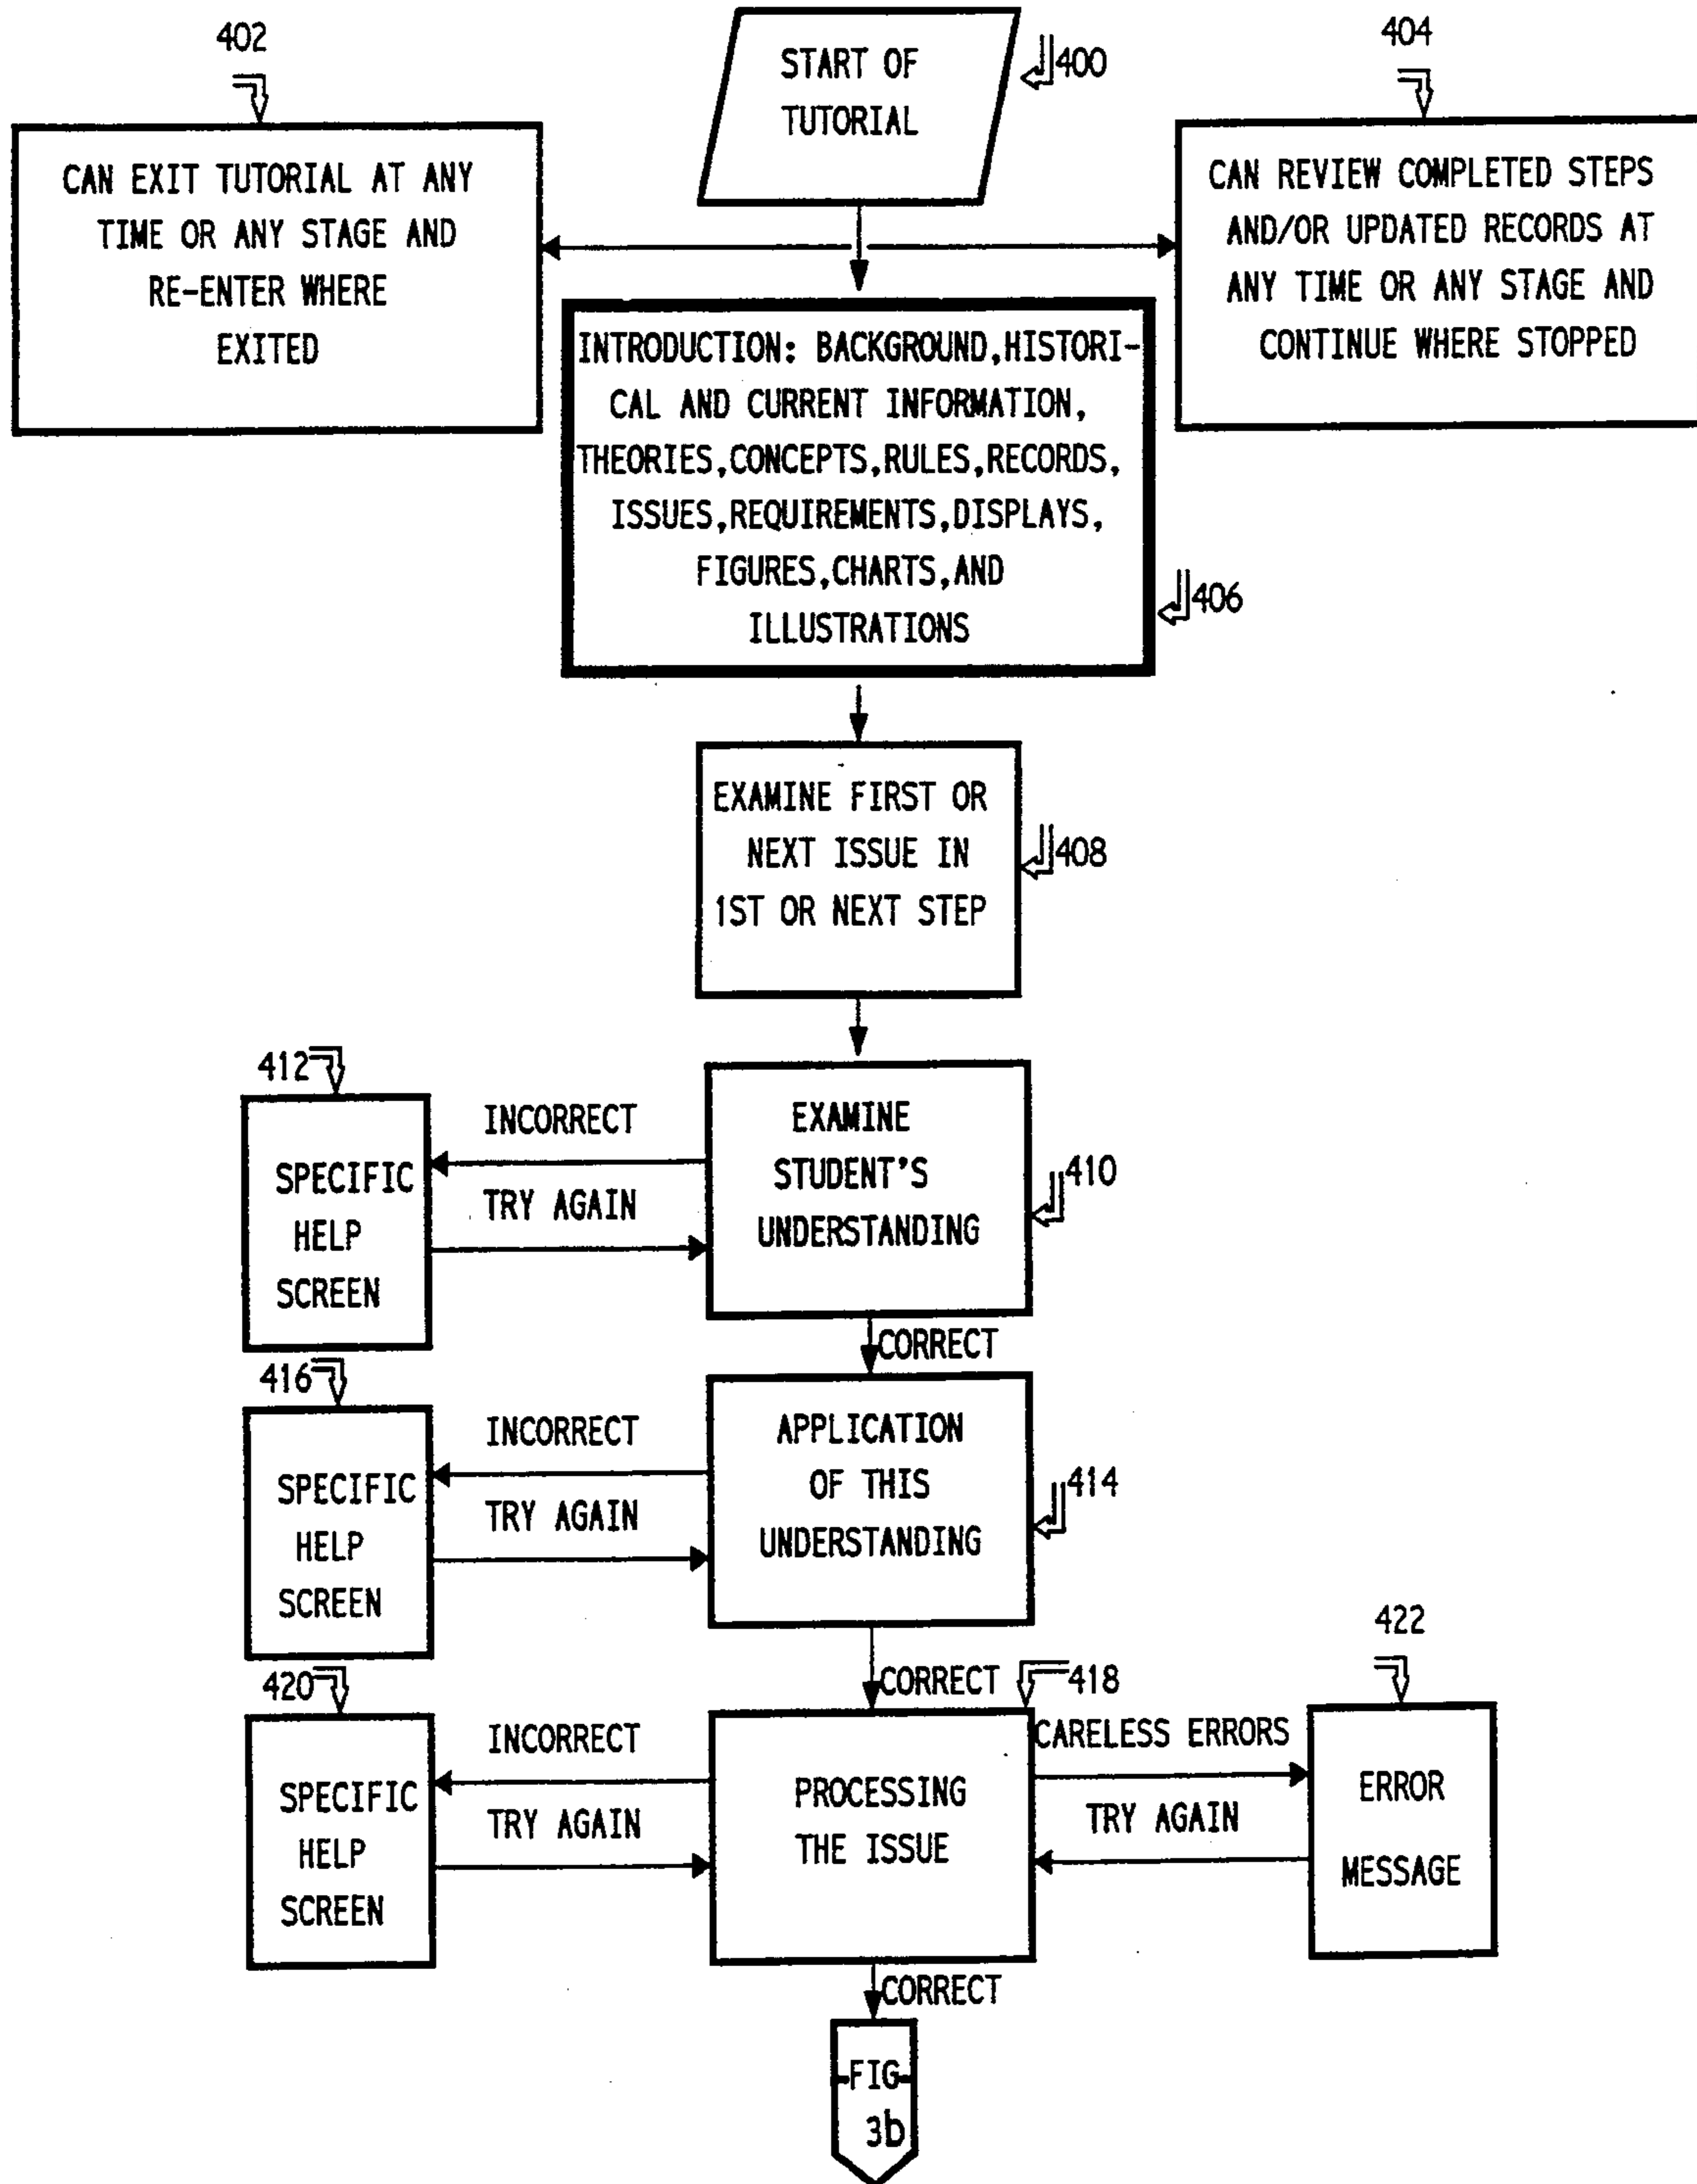 402
START OF
TUTORIAL
400
404
CAN EXIT TUTORIAL AT ANY
TIME OR ANY STAGE AND
RE-ENTER WHERE
EXITED
CAN REVIEW COMPLETED STEPS
AND/OR UPDATED RECORDS AT
ANY TIME OR ANY STAGE AND
CONTINUE WHERE STOPPED
INTRODUCTION: BACKGROUND,HISTORI-
CAL AND CURRENT INFORMATION,
THEORIES,CONCEPTS,RULES,RECORDS,
ISSUES,REQUIREMENTS,DISPLAYS,
FIGURES,CHARTS,AND
ILLUSTRATIONS
406
EXAMINE FIRST OR
NEXT ISSUE IN
1ST OR NEXT STEP
408
412
SPECIFIC
HELP
SCREEN
INCORRECT
TRY AGAIN
EXAMINE
STUDENT'S
UNDERSTANDING
410
CORRECT
416
SPECIFIC
HELP
SCREEN
INCORRECT
TRY AGAIN
APPLICATION
OF THIS
UNDERSTANDING
414
CORRECT
418
420
SPECIFIC
HELP
SCREEN
INCORRECT
TRY AGAIN
PROCESSING
THE ISSUE
CARELESS ERRORS
TRY AGAIN
422
ERROR
MESSAGE
CORRECT
FIG
3b